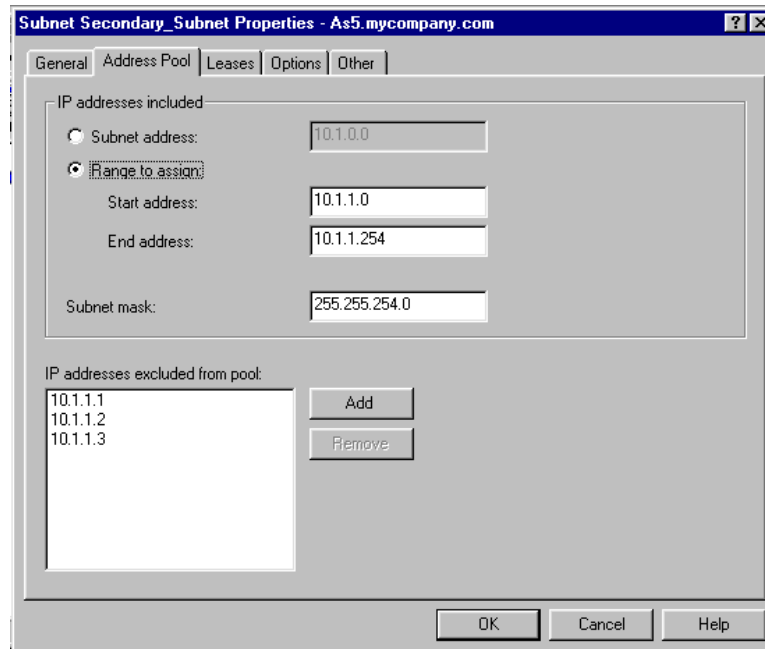 Subnet Secondary_Subnet Properties - As5.mycompany.com
General Address Pool Leases Options Other
IP addresses included
Subnet address: 10.1.0.0
Range to assign:
Start address: 10.1.1.0
End address: 10.1.1.254
Subnet mask: 255.255.254.0
IP addresses excluded from pool:
10.1.1.1
10.1.1.2
10.1.1.3
Add
Remove
OK Cancel Help